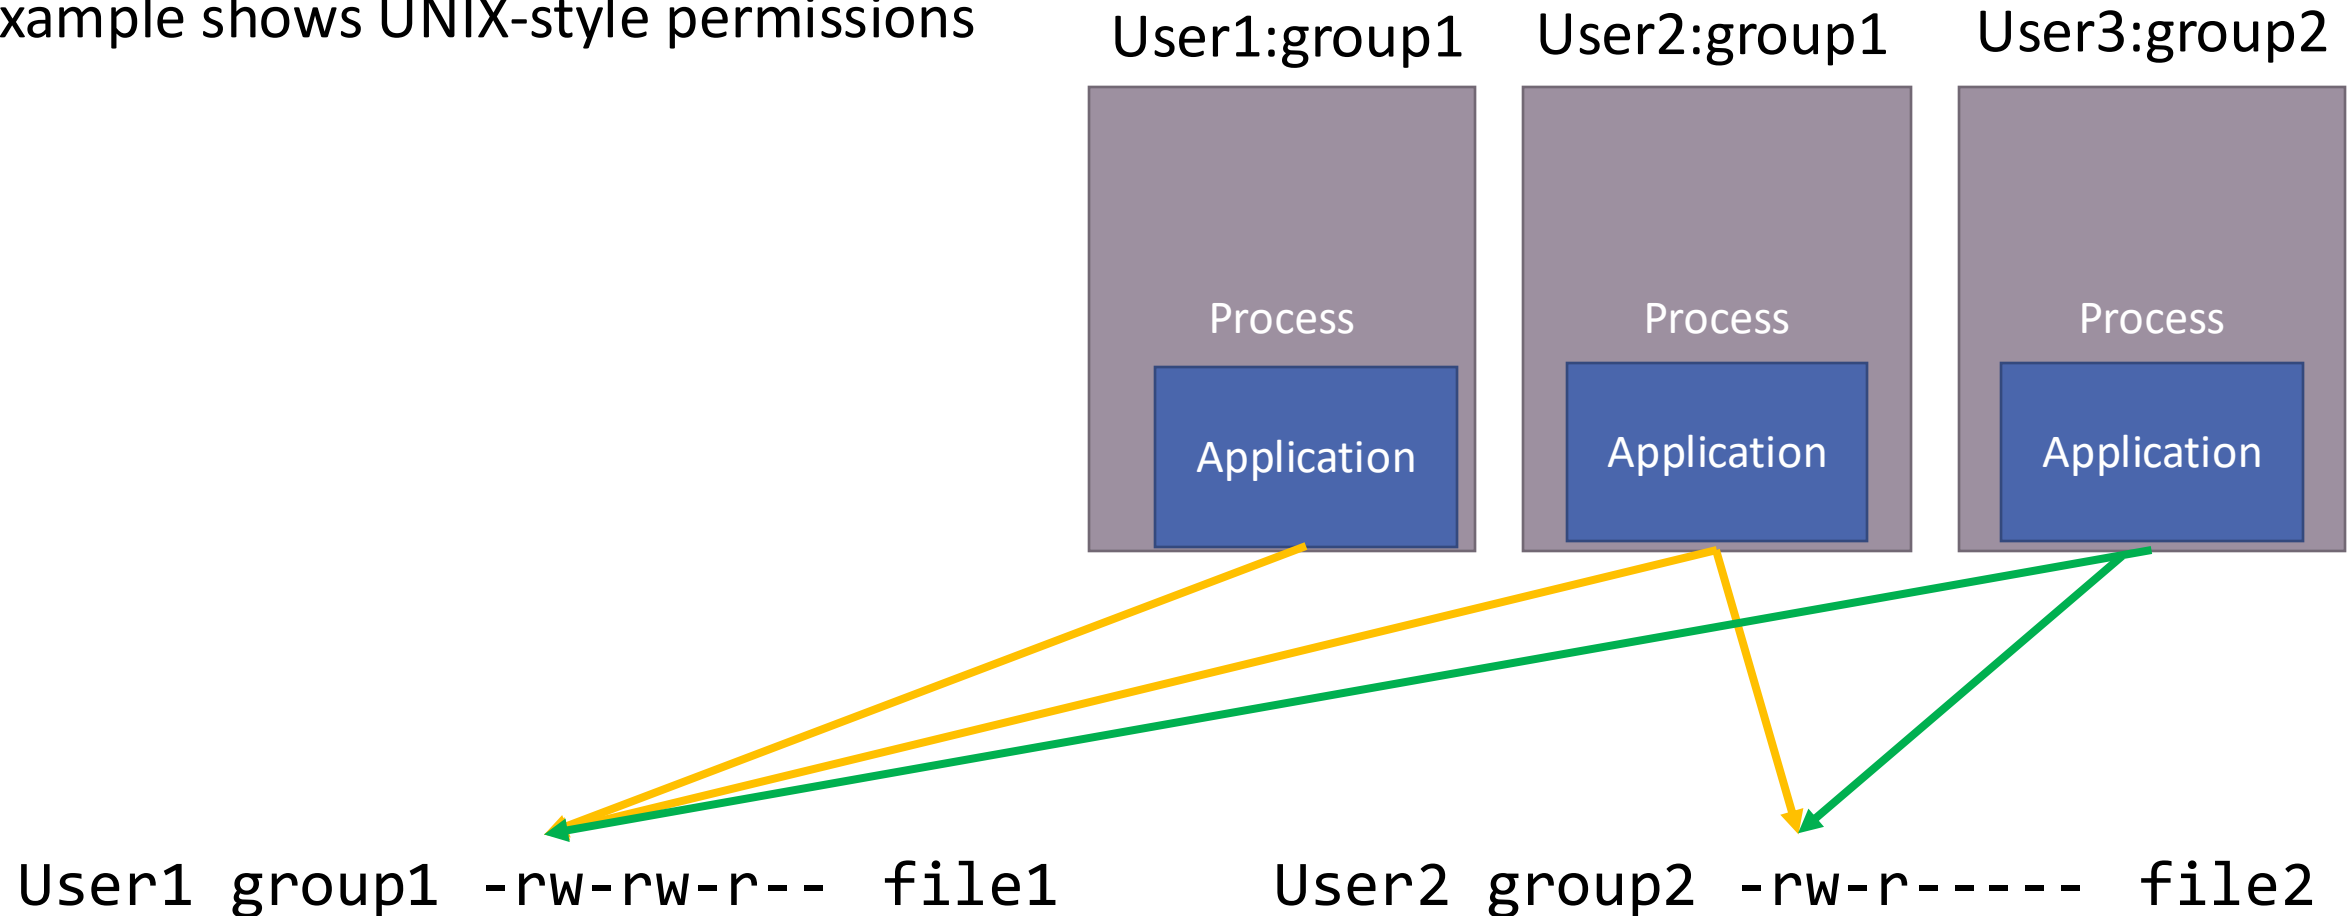 xample shows UNIX-style permissions
User1:group1 User2:group1 User3:group2
Process Process Process
Application Application Application
User1 group1 -rw-rw-r-- file1 User2 group2 -rw-r----- file2